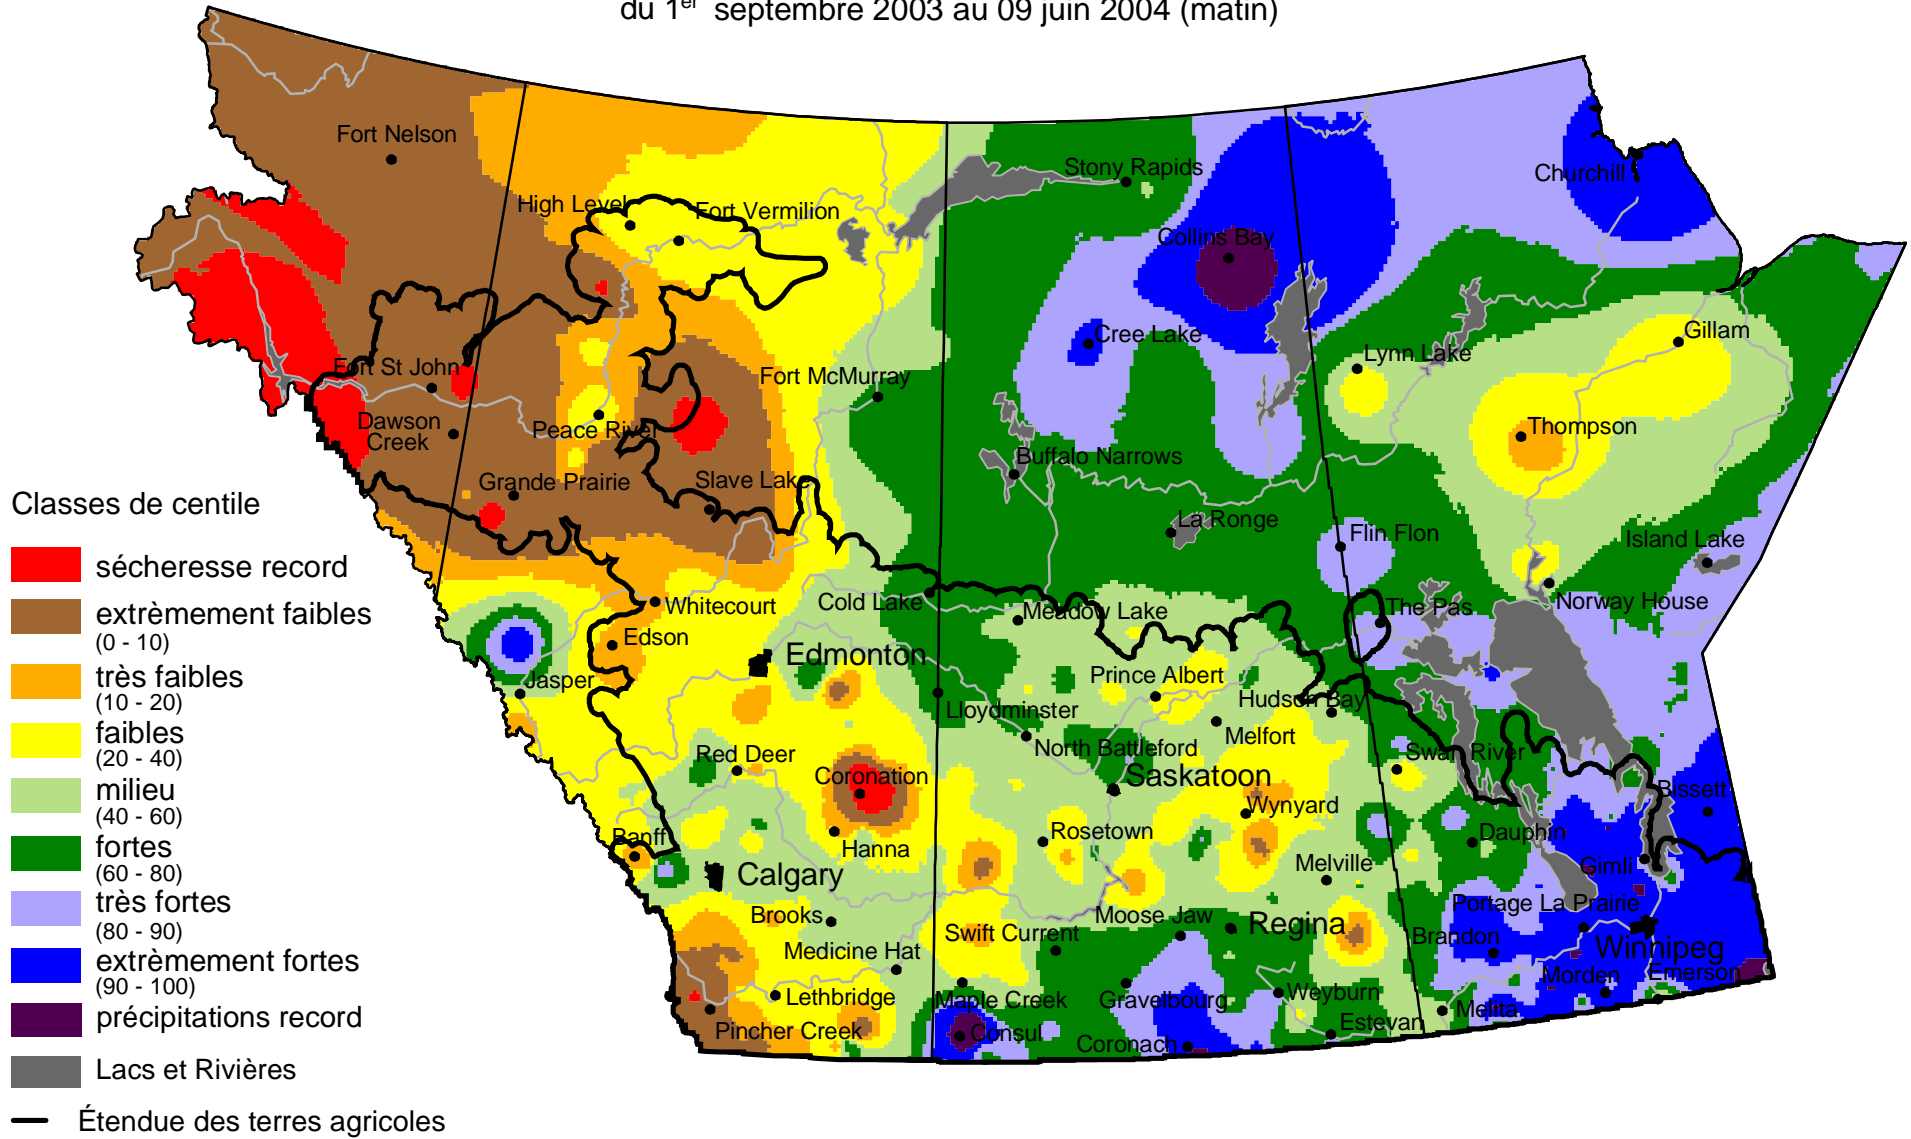 du 1er septembre 2003 au 09 juin 2004 (matin)
Fort Nelson
Stony Rapids
Churchill
High Level
Fort Vermilion
Collins Bay
Cree Lake
Gillam
Lynn Lake
Fort St John
Fort McMurray
Dawson
Creek
Peace River
Thompson
Buffalo Narrows
Grande Prairie
Slave Lake
La Ronge
Flih Flon
Island Lake
Whitecourt
Cold Lake
Meadow Lake
The Pas
Norway House
Edson
Edmonton
Jasper
Prince Albert
Hudson Bay
Lloydminster
Melfort
North Battleford
Swan River
Red Deer
Coronation
Saskatoon
Bissett
Wynyard
Banff
Hanna
Rosetown
Dauphin
Melville
Gimli
Calgary
Brooks
Moose Jaw
Regina
Portage La Prairie
Medicine Hat
Swift Current
Brandon
Winnipeg
Morden
Emerson
Lethbridge
Maple Creek
Gravelbourg
Weyburn
Melita
Pincher Creek
Consul
Coronach
Estevan
Classes de centile
sécheresse record
extrèmement faibles
(0 - 10)
très faibles
(10 - 20)
faibles
(20 - 40)
milieu
(40 - 60)
fortes
(60 - 80)
très fortes
(80 - 90)
extrèmement fortes
(90 - 100)
précipitations record
Lacs et Rivières
Étendue des terres agricoles